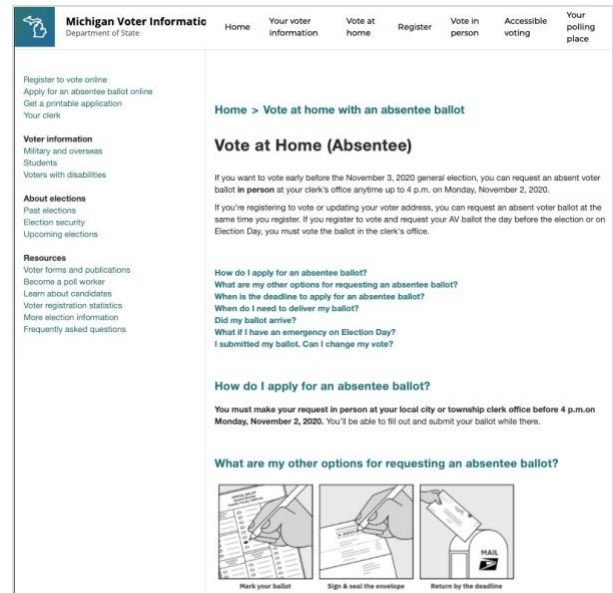 Michigan Voter Informatic
Department of State
Home
Your voter
information
Vote at
home
Register
Vote in
person
Accessible
voting
Your
polling
place
Register to vote online
Apply for an absentee ballot online
Get a printable application
Your clerk
Voter information
Military and overseas
Students
Voters with disabilities
About elections
Past elections
Election security
Upcoming elections
Resources
Voter forms and publications
Become a poll worker
Learn about candidates
Voter registration statistics
More election information
Frequently asked questions
Home > Vote at home with an absentee ballot
Vote at Home (Absentee)
If you want to vote early before the November 3, 2020 general election, you can request an absent voter
ballot in person at your clerk's office anytime up to 4 p.m. on Monday, November 2, 2020.
If you're registering to vote or updating your voter address, you can request an absent voter ballot at the
same time you register. If you register to vote and request your AV ballot the day before the election or on
Election Day, you must vote the ballot in the clerk's office.
How do I apply for an absentee ballot?
What are my other options for requesting an absentee ballot?
When is the deadline to apply for an absentee ballot?
When do I need to deliver my ballot?
Did my ballot arrive?
What if I have an emergency on Election Day?
I submitted my ballot. Can I change my vote?
How do I apply for an absentee ballot?
You must make your request in person at your local city or township clerk office before 4 p.m.on
Monday, November 2, 2020. You'll be able to fill out and submit your ballot while there.
What are my other options for requesting an absentee ballot?
MAIL
Mark your ballot
Sign & seal the envelope
Return by the deadline